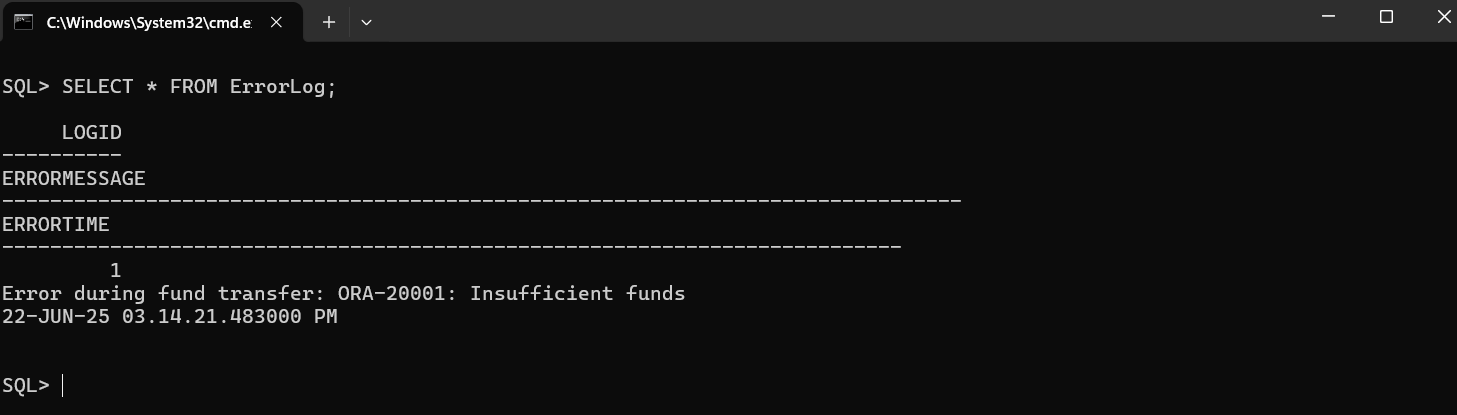 C:\Windows\System32\cmd.e
SQL> SELECT * FROM ErrorLog;
     LOGID
----------
ERRORMESSAGE
--------------------------------------------------------------------------------
ERRORTIME
---------------------------------------------------------------------------
         1
Error during fund transfer: ORA-20001: Insufficient funds
22-JUN-25 03.14.21.483000 PM
SQL>